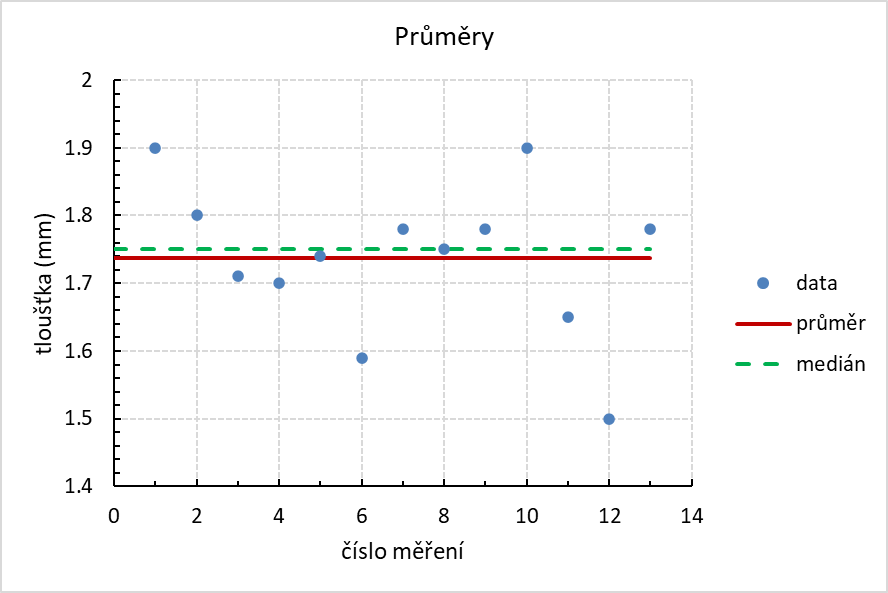 Průměry
2
1.9
1.8
1.7
1.6
1.5
1.4
tloušťka (mm)
0 2 4 6 8 10 12 14
číslo měření
data
průměr
medián